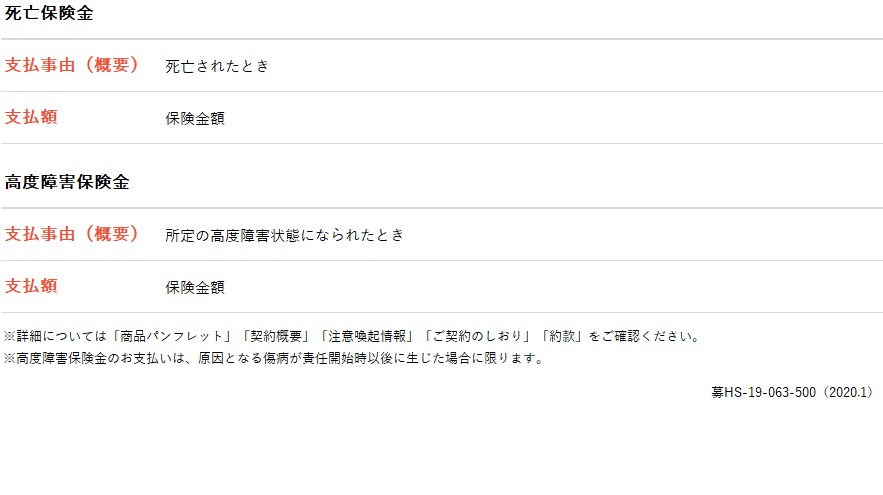 死亡保険金
支払事由（概要） 死亡されたとき
支払額 保険金額
高度障害保険金
支払事由（概要） 所定の高度障害状態になられたとき
支払額 保険金額
※詳細については「商品パンフレット」「契約概要」「注意喚起情報」「ご契約のしおり」「約款」をご確認ください。
※高度障害保険金のお支払いは、原因となる傷病が責任開始時以後に生じた場合に限ります。
募HS-19-063-500（2020.1）